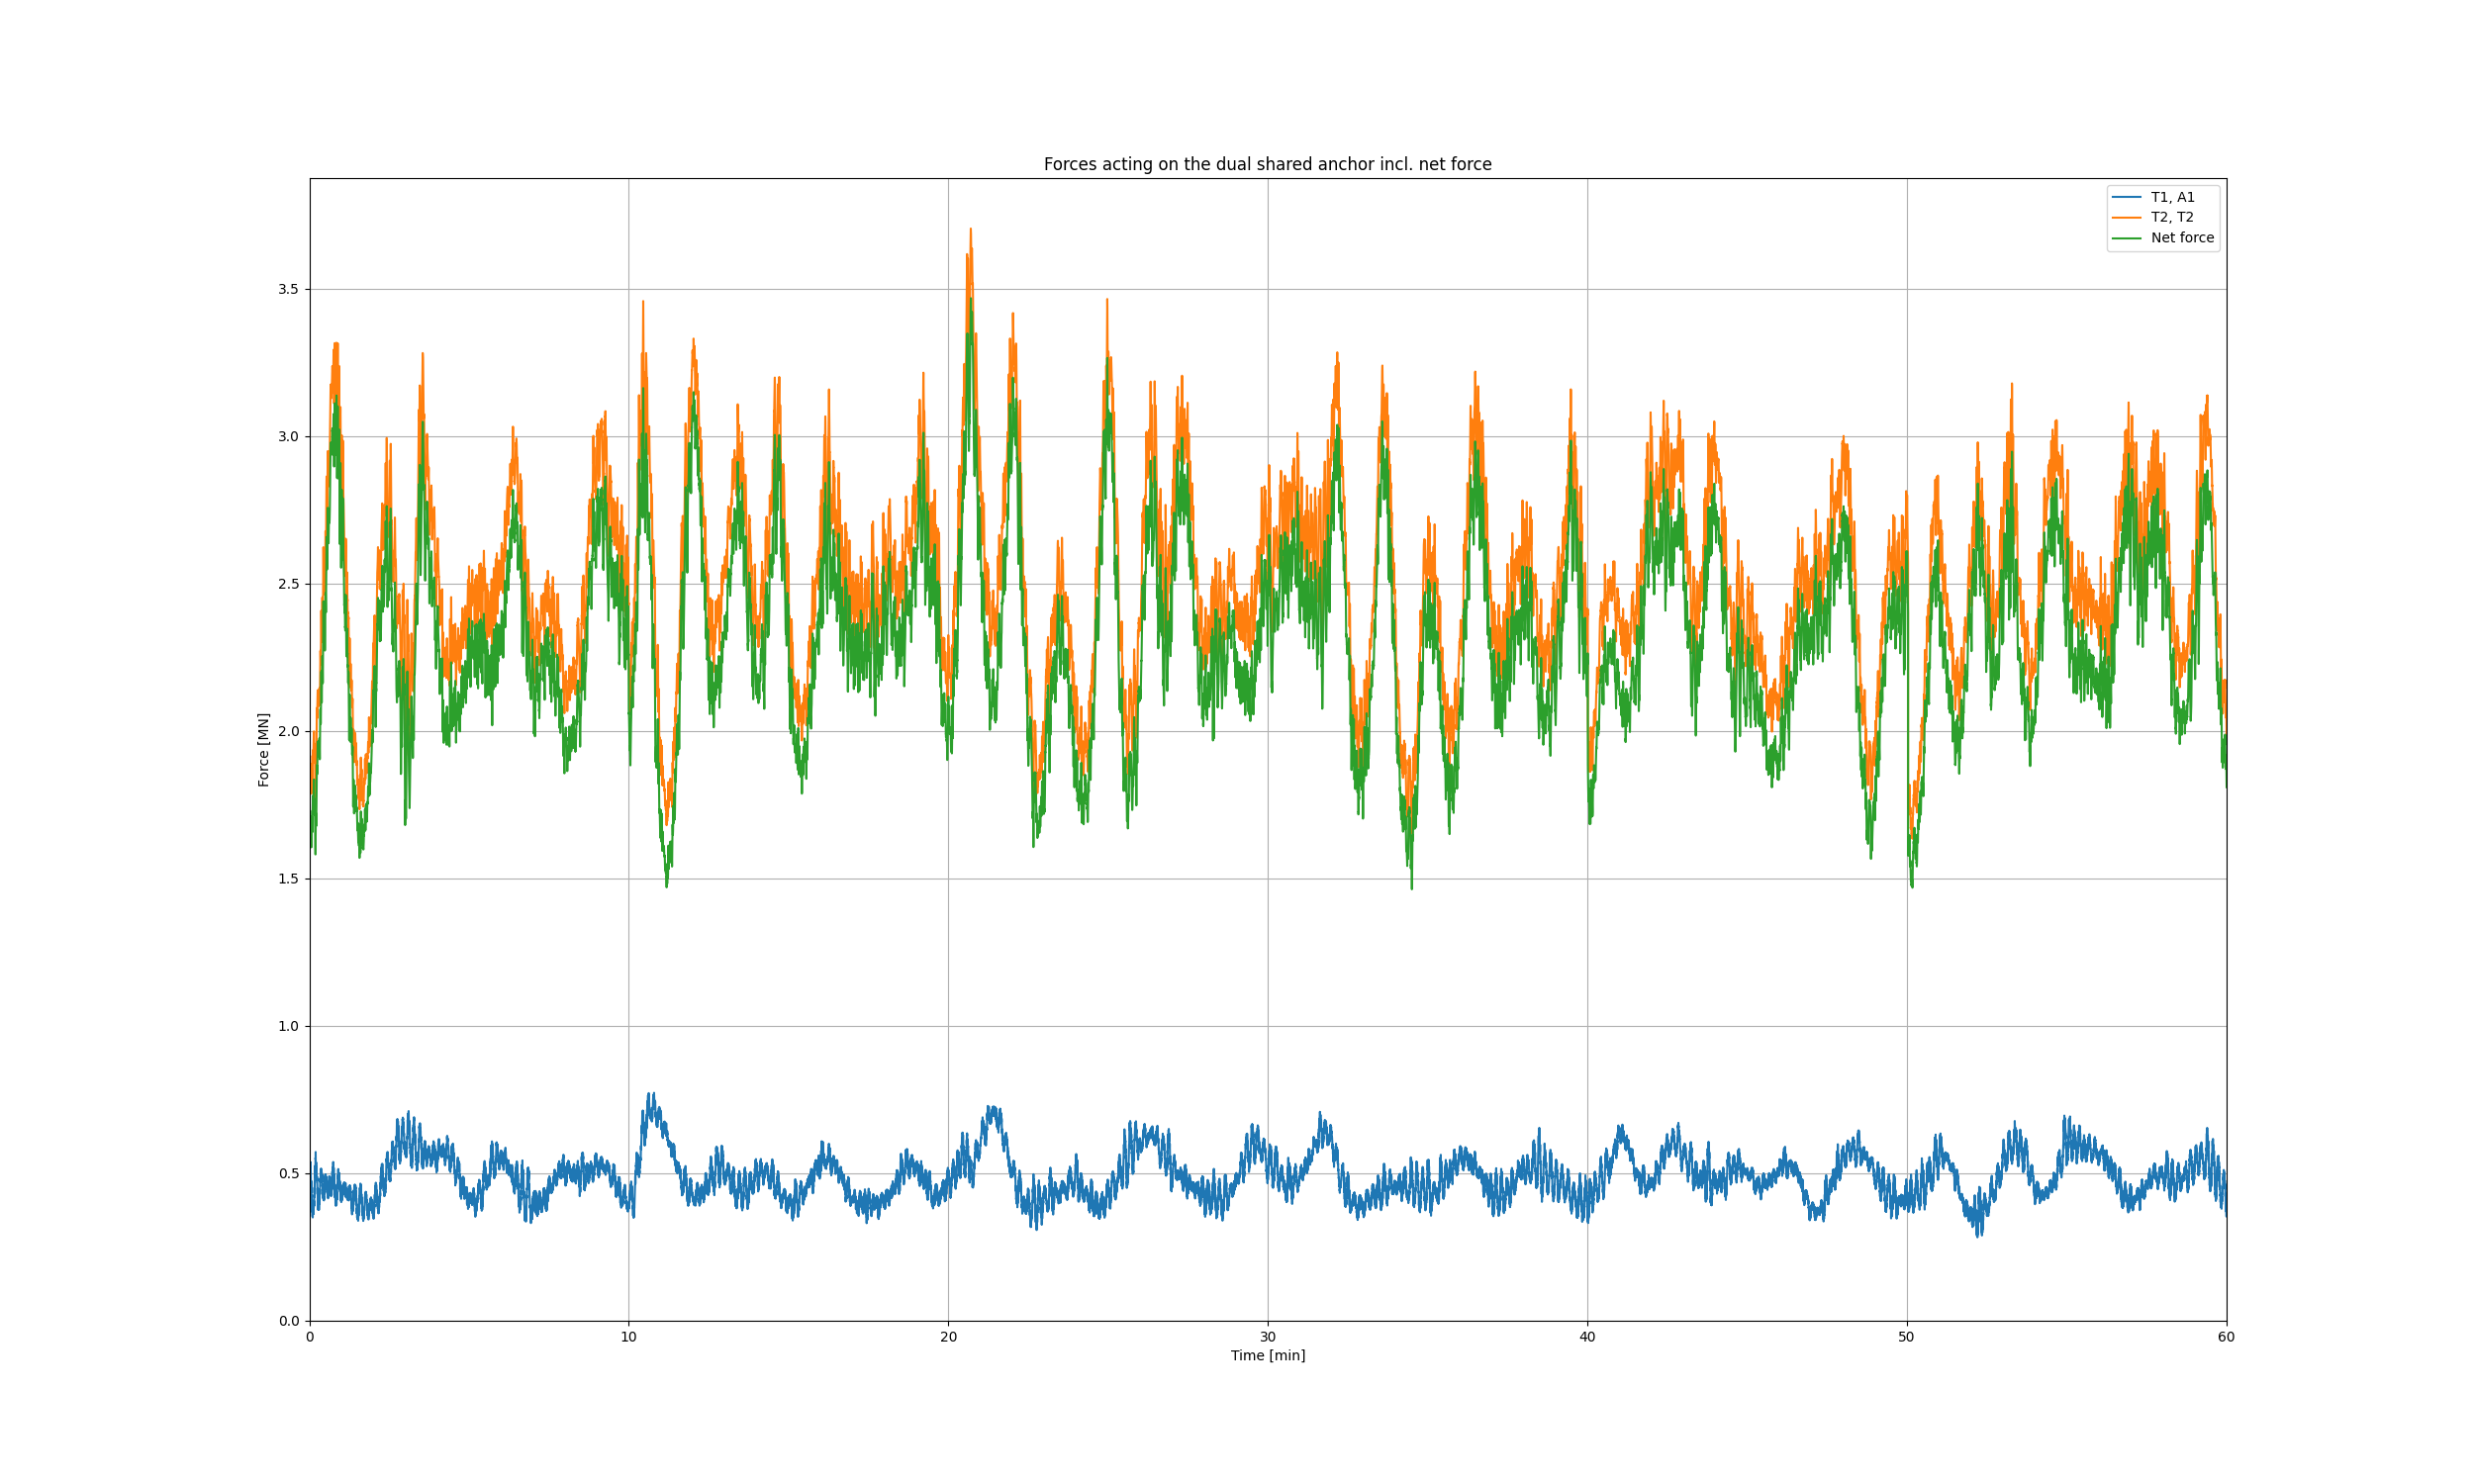 Forces acting on the dual shared anchor incl. net force
T1, A1
T2, T2
Net force
Force [MN]
3.5
3.0
2.5
2.0
1.5
1.0
0.5
0.0
0 10 20 30 40 50 60
Time [min]